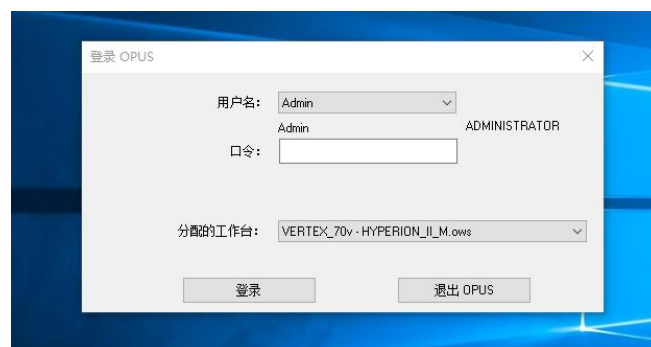 登录 OPUS
用户名: Admin
Admin ADMINISTRATOR
口令:
分配的工作台: VERTEX_70v - HYPERION_II_M.ows
登录 退出 OPUS